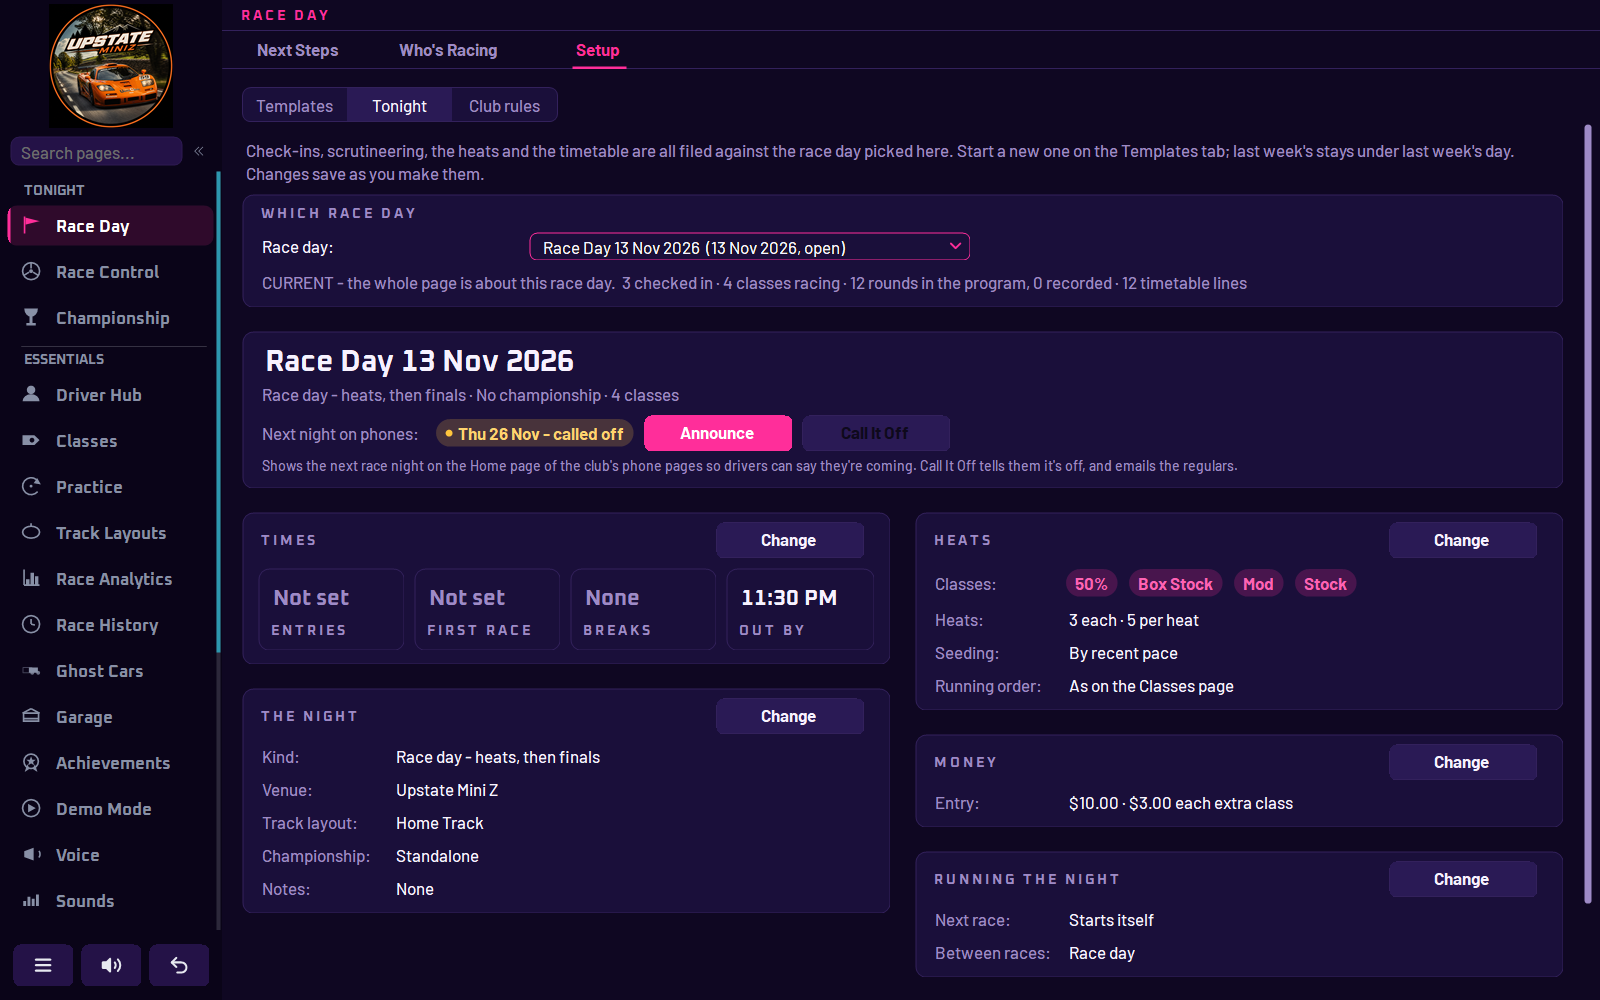 UPSTATE
MINIZ
Search pages...
«
TONIGHT
Race Day
Race Control
Championship
ESSENTIALS
Driver Hub
Classes
Practice
Track Layouts
Race Analytics
Race History
Ghost Cars
Garage
Achievements
Demo Mode
Voice
Sounds
RACE DAY
Next Steps
Who's Racing
Setup
Templates
Tonight
Club rules
Check-ins, scrutineering, the heats and the timetable are all filed against the race day picked here. Start a new one on the Templates tab; last week's stays under last week's day.
Changes save as you make them.
WHICH RACE DAY
Race day:
Race Day 13 Nov 2026 (13 Nov 2026, open)
CURRENT - the whole page is about this race day. 3 checked in · 4 classes racing · 12 rounds in the program, 0 recorded · 12 timetable lines
Race Day 13 Nov 2026
Race day - heats, then finals · No championship · 4 classes
Next night on phones:
Thu 26 Nov - called off
Announce
Call It Off
Shows the next race night on the Home page of the club's phone pages so drivers can say they're coming. Call It Off tells them it's off, and emails the regulars.
TIMES
Change
Not set
ENTRIES
Not set
FIRST RACE
None
BREAKS
11:30 PM
OUT BY
THE NIGHT
Change
Kind:
Race day - heats, then finals
Venue:
Upstate Mini Z
Track layout:
Home Track
Championship:
Standalone
Notes:
None
HEATS
Change
Classes:
50%
Box Stock
Mod
Stock
Heats:
3 each · 5 per heat
Seeding:
By recent pace
Running order:
As on the Classes page
MONEY
Change
Entry:
$10.00 · $3.00 each extra class
RUNNING THE NIGHT
Change
Next race:
Starts itself
Between races:
Race day